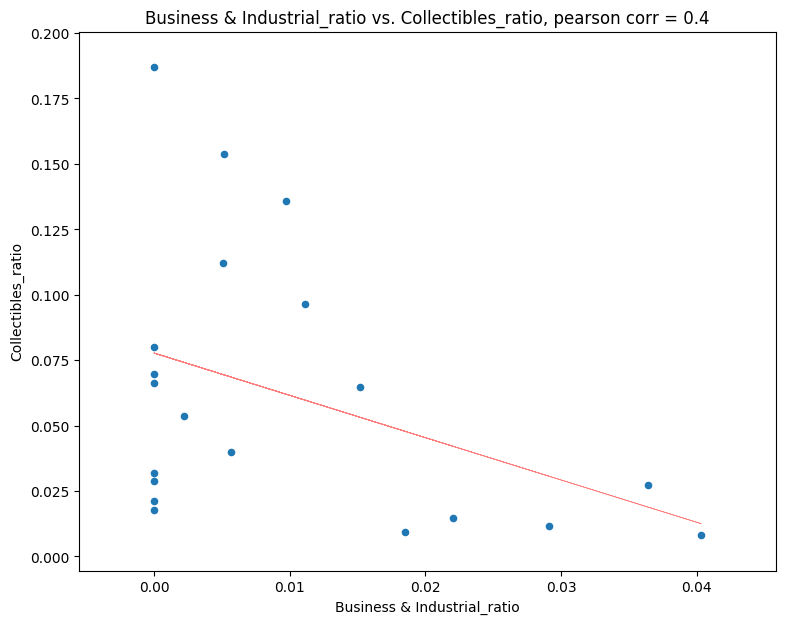 Business & Industrial_ratio vs. Collectibles_ratio, pearson corr = 0.4
0.200
0.175
0.150
0.125
0.100
0.075
0.050
0.025
0.000
Collectibles_ratio
0.00 0.01 0.02 0.03 0.04
Business & Industrial_ratio